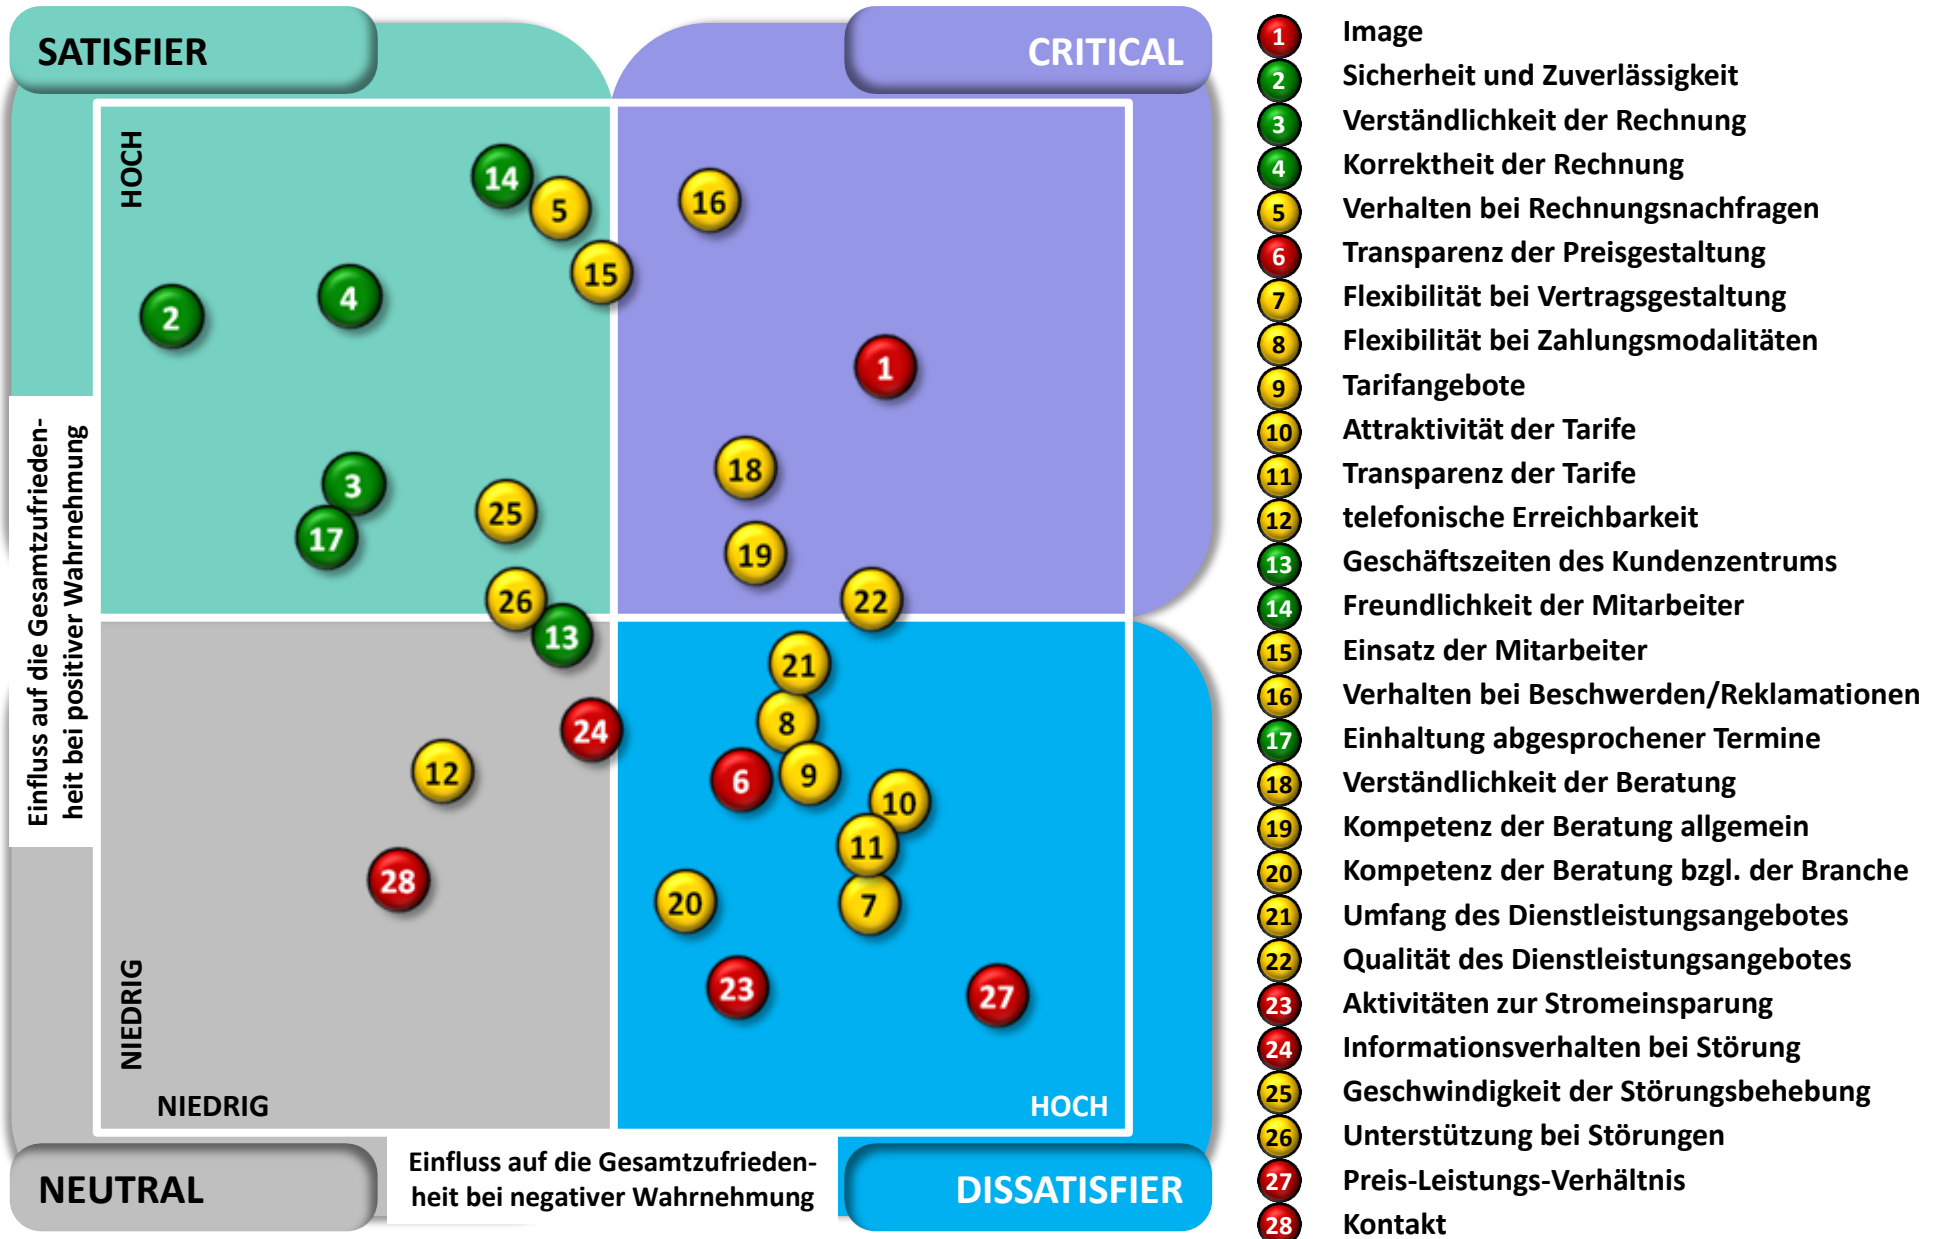 SATISFIER
CRITICAL
HOCH
14
5
16
15
2
4
1
3
18
25
17
19
26
22
13
21
24
8
12
6
9
10
11
28
20
7
23
27
Einfluss auf die Gesamtzufrieden-
heit bei positiver Wahrnehmung
NIEDRIG
NIEDRIG
HOCH
NEUTRAL
Einfluss auf die Gesamtzufrieden-
heit bei negativer Wahrnehmung
DISSATISFIER
1 Image
2 Sicherheit und Zuverlässigkeit
3 Verständlichkeit der Rechnung
4 Korrektheit der Rechnung
5 Verhalten bei Rechnungsnachfragen
6 Transparenz der Preisgestaltung
7 Flexibilität bei Vertragsgestaltung
8 Flexibilität bei Zahlungsmodalitäten
9 Tarifangebote
10 Attraktivität der Tarife
11 Transparenz der Tarife
12 telefonische Erreichbarkeit
13 Geschäftszeiten des Kundenzentrums
14 Freundlichkeit der Mitarbeiter
15 Einsatz der Mitarbeiter
16 Verhalten bei Beschwerden/Reklamationen
17 Einhaltung abgesprochener Termine
18 Verständlichkeit der Beratung
19 Kompetenz der Beratung allgemein
20 Kompetenz der Beratung bzgl. der Branche
21 Umfang des Dienstleistungsangebotes
22 Qualität des Dienstleistungsangebotes
23 Aktivitäten zur Stromeinsparung
24 Informationsverhalten bei Störung
25 Geschwindigkeit der Störungsbehebung
26 Unterstützung bei Störungen
27 Preis-Leistungs-Verhältnis
28 Kontakt